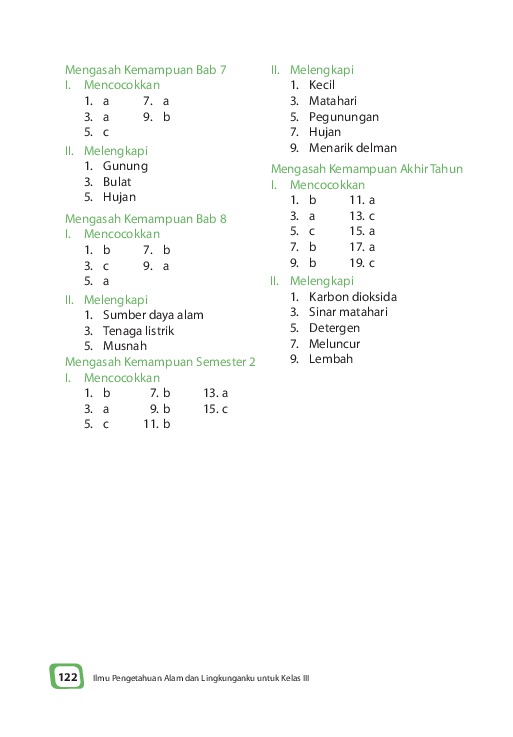 Mengasah Kemampuan Bab 7
I. Mencocokkan
1. a 7. a
3. a 9. b
5. c
II. Melengkapi
1. Gunung
3. Bulat
5. Hujan
Mengasah Kemampuan Bab 8
I. Mencocokkan
1. b 7. b
3. c 9. a
5. a
II. Melengkapi
1. Sumber daya alam
3. Tenaga listrik
5. Musnah
Mengasah Kemampuan Semester 2
I. Mencocokkan
1. b 7. b 13. a
3. a 9. b 15. c
5. c 11. b
II. Melengkapi
1. Kecil
3. Matahari
5. Pegunungan
7. Hujan
9. Menarik delman
Mengasah Kemampuan Akhir Tahun
I. Mencocokkan
1. b 11. a
3. a 13. c
5. c 15. a
7. b 17. a
9. b 19. c
II. Melengkapi
1. Karbon dioksida
3. Sinar matahari
5. Detergen
7. Meluncur
9. Lembah
122 Ilmu Pengetahuan Alam dan Lingkunganku untuk Kelas III